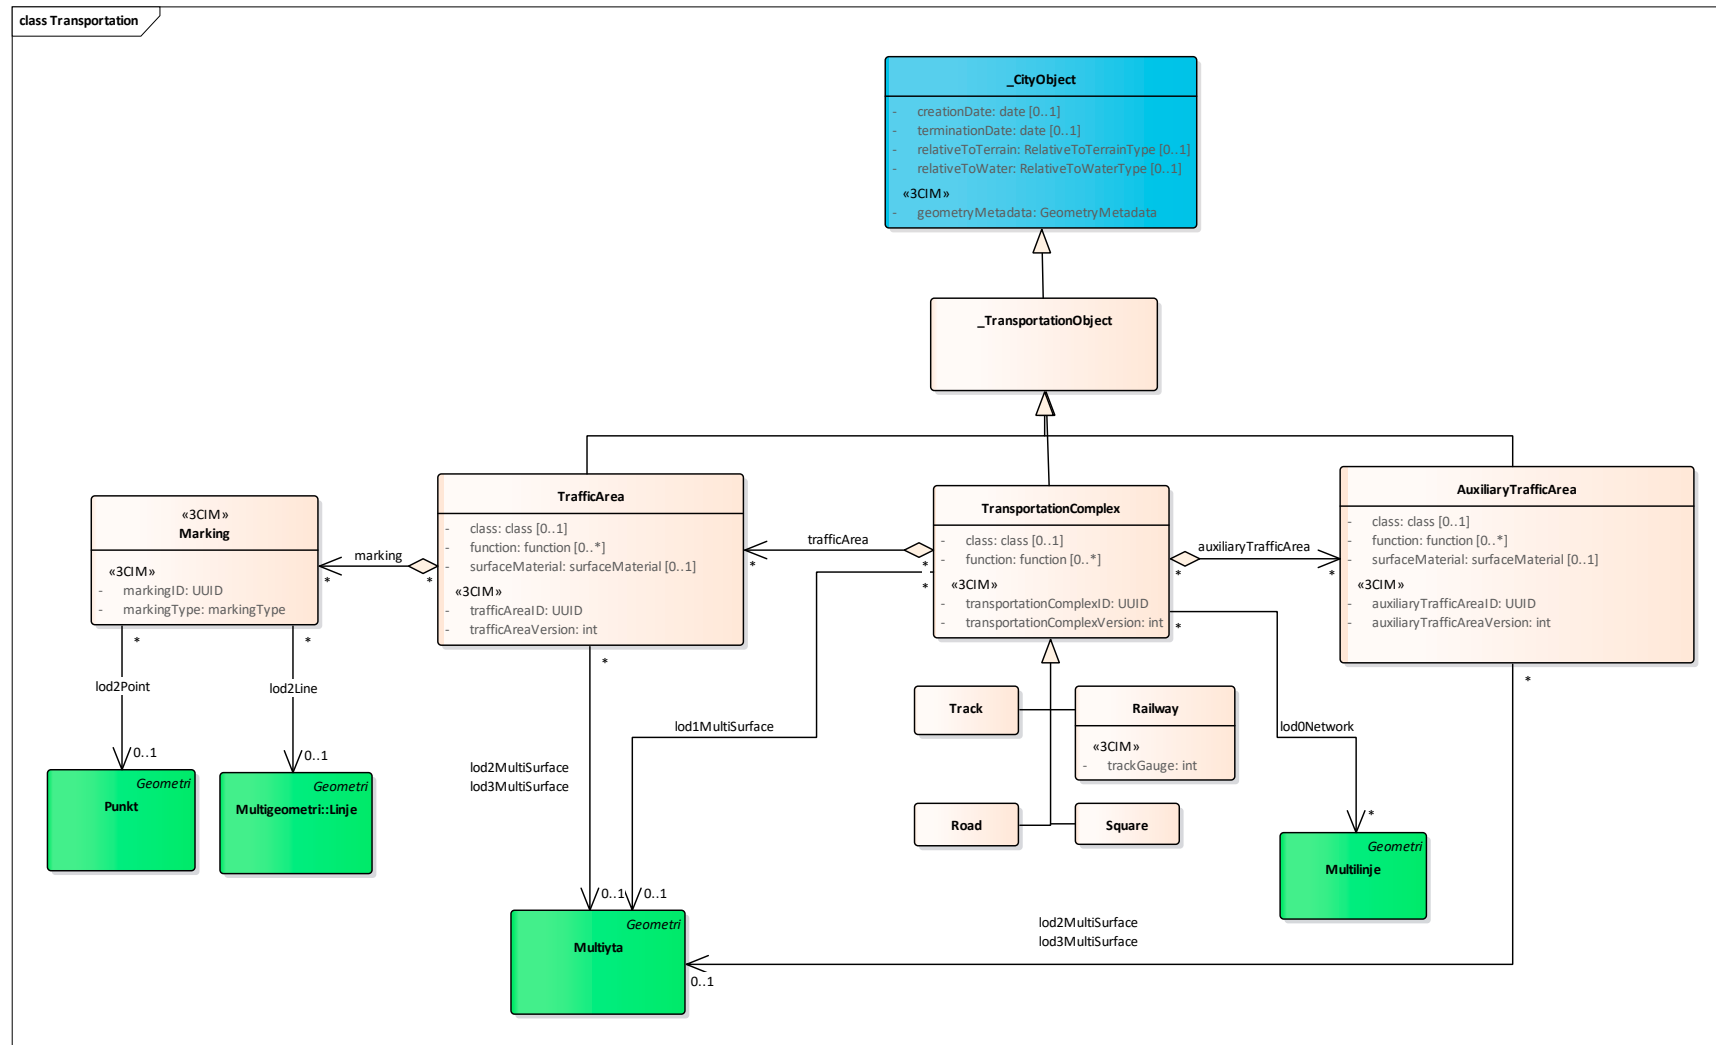 class Transportation
_CityObject
- creationDate: date [0..1]
- terminationDate: date [0..1]
- relativeToTerrain: RelativeToTerrainType [0..1]
- relativeToWater: RelativeToWaterType [0..1]
«3CIM»
- geometryMetadata: GeometryMetadata
_TransportationObject
«3CIM»
Marking
«3CIM»
- markingID: UUID
- markingType: markingType
marking
*
*
TrafficArea
- class: class [0..1]
- function: function [0..*]
- surfaceMaterial: surfaceMaterial [0..1]
«3CIM»
- trafficAreaID: UUID
- trafficAreaVersion: int
trafficArea
*
*
*
TransportationComplex
- class: class [0..1]
- function: function [0..*]
«3CIM»
- transportationComplexID: UUID
- transportationComplexVersion: int
auxiliaryTrafficArea
*
*
*
AuxiliaryTrafficArea
- class: class [0..1]
- function: function [0..*]
- surfaceMaterial: surfaceMaterial [0..1]
«3CIM»
- auxiliaryTrafficAreaID: UUID
- auxiliaryTrafficAreaVersion: int
*
*
*
*
lod2Point
lod2Line
0..1
0..1
lod2MultiSurface
lod3MultiSurface
lod1MultiSurface
lod0Network
Track
Railway
«3CIM»
- trackGauge: int
Road
Square
*
Geometri
Punkt
Geometri
Multigeometri::Linje
Geometri
Multilinje
0..1
0..1
Geometri
Multiyta
lod2MultiSurface
lod3MultiSurface
0..1